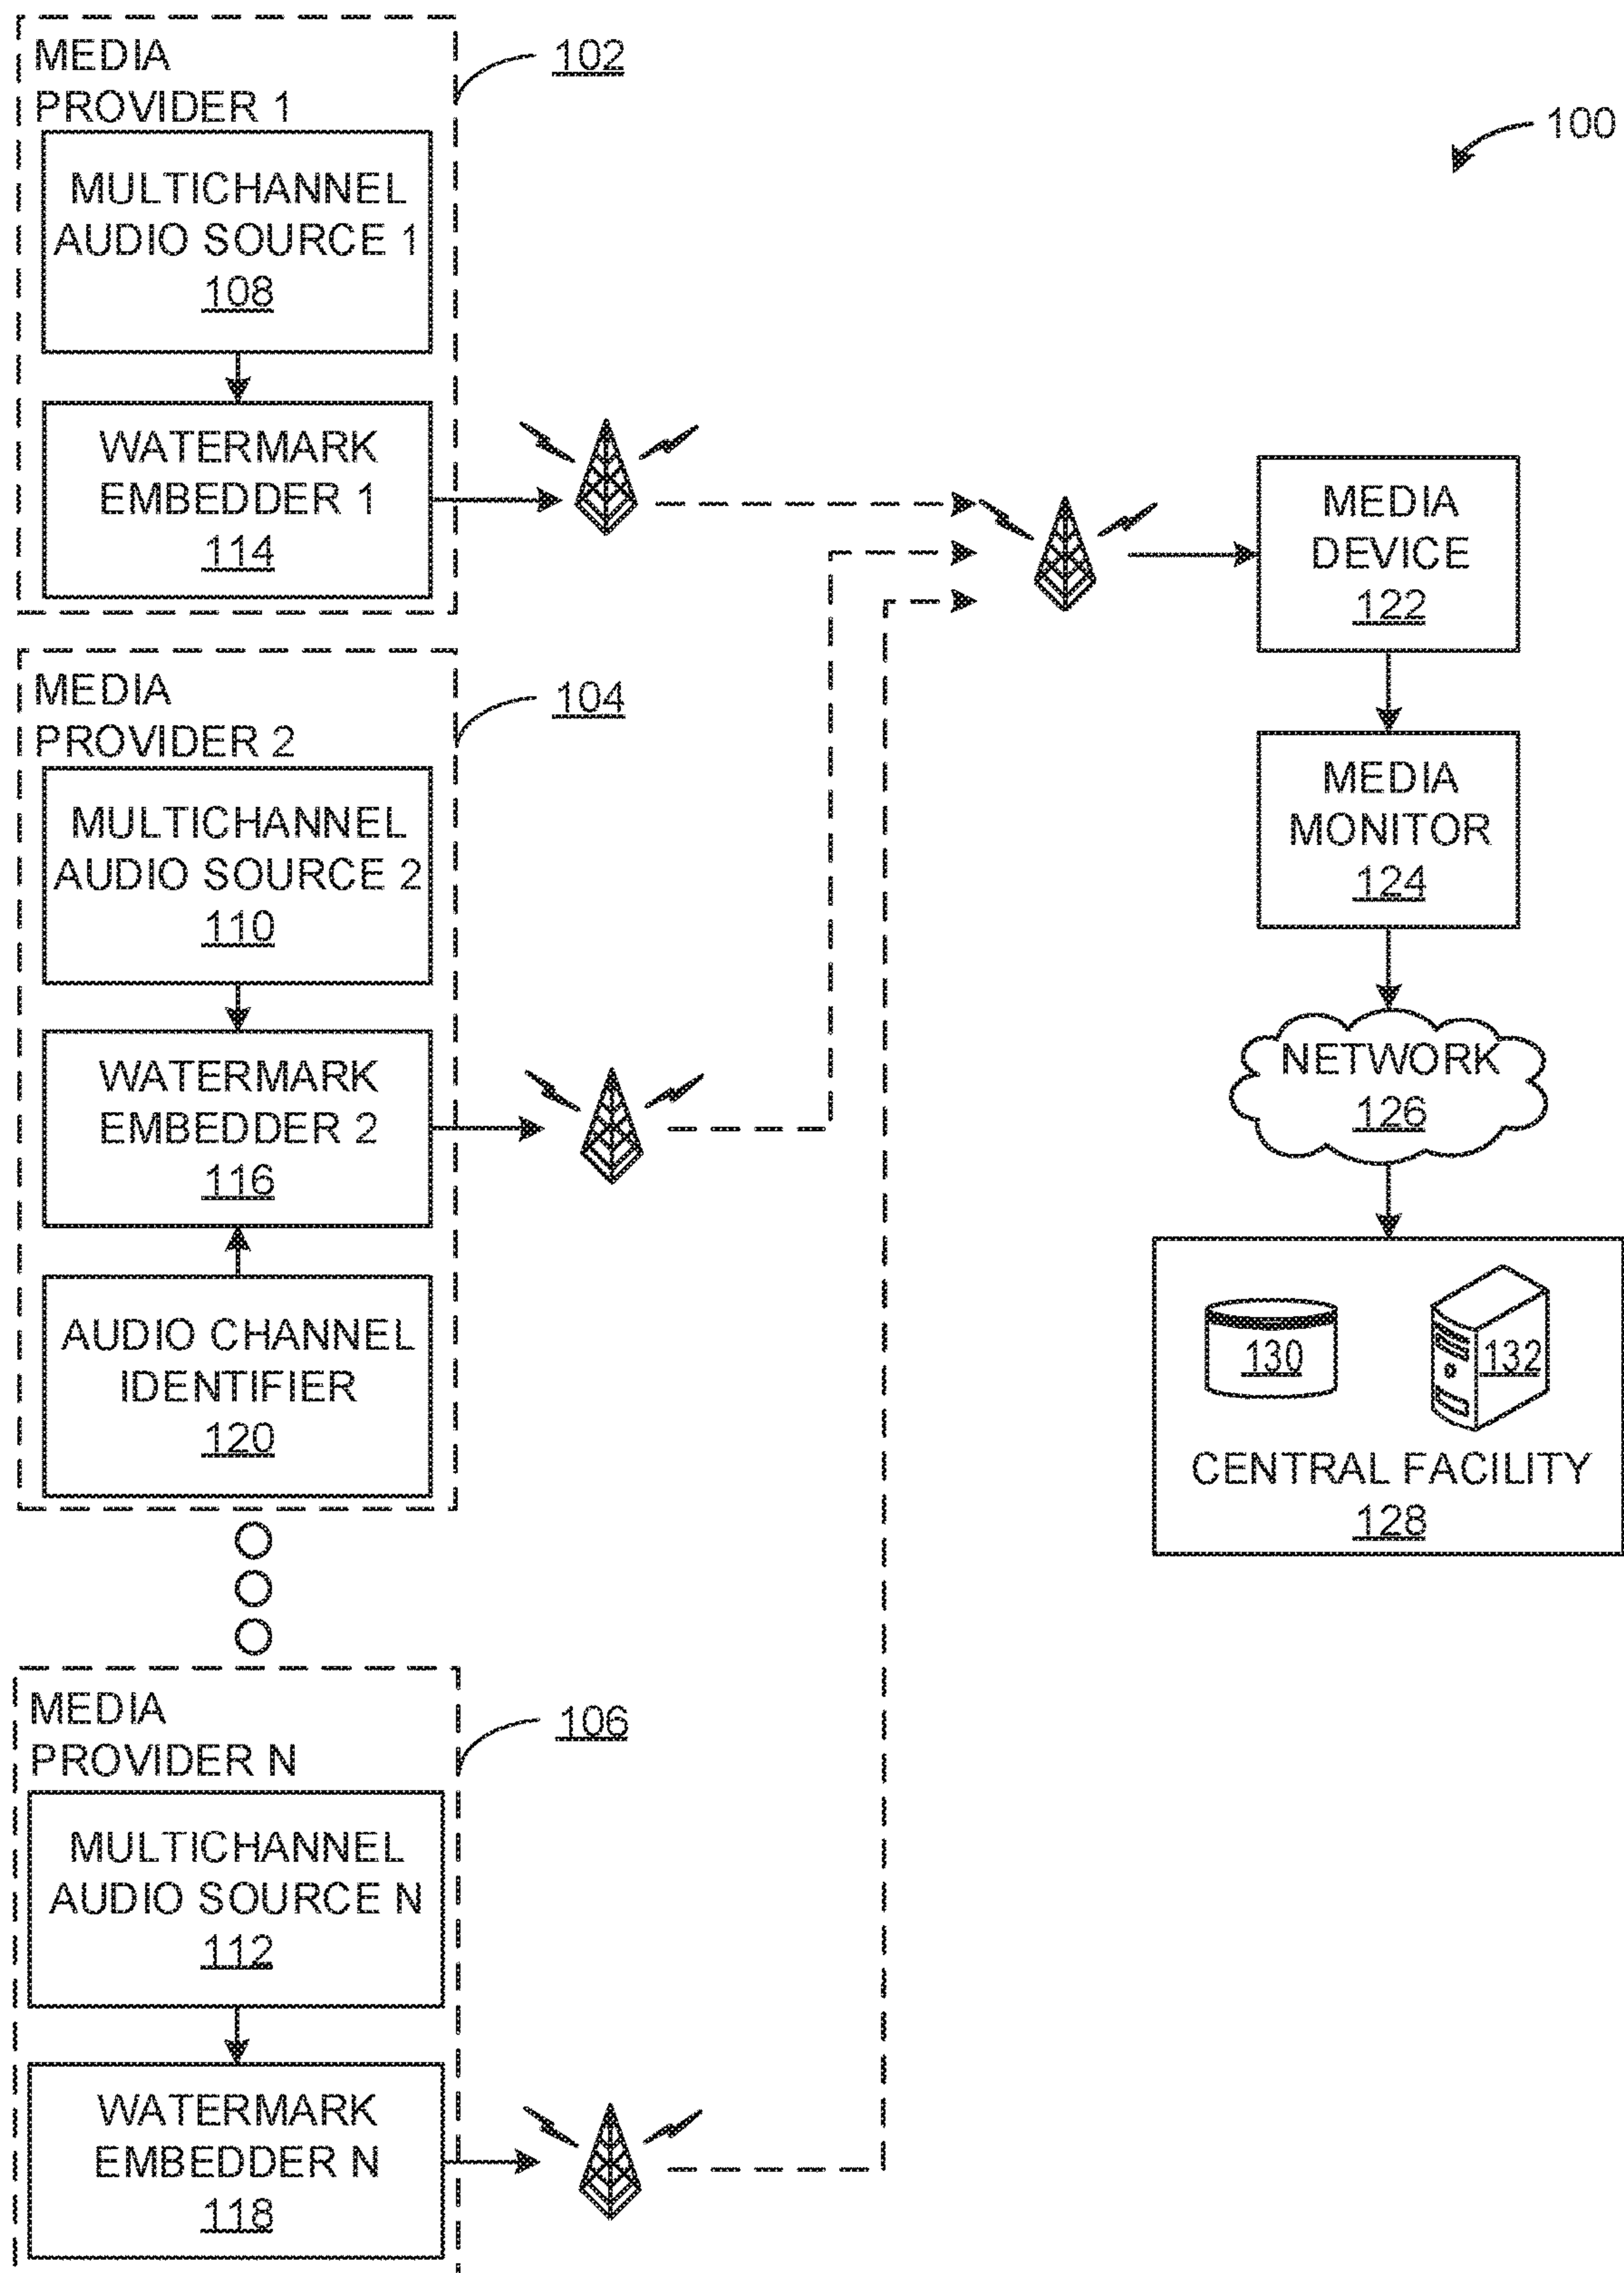 MEDIA
PROVIDER 1
102
100
MULTICHANNEL
AUDIO SOURCE 1
108
WATERMARK
EMBEDDER 1
114
MEDIA
DEVICE
122
MEDIA
PROVIDER 2
104
MULTICHANNEL
AUDIO SOURCE 2
110
MEDIA
MONITOR
124
WATERMARK
EMBEDDER 2
116
NETWORK
126
AUDIO CHANNEL
IDENTIFIER
120
130
132
CENTRAL FACILITY
128
MEDIA
PROVIDER N
106
MULTICHANNEL
AUDIO SOURCE N
112
WATERMARK
EMBEDDER N
118